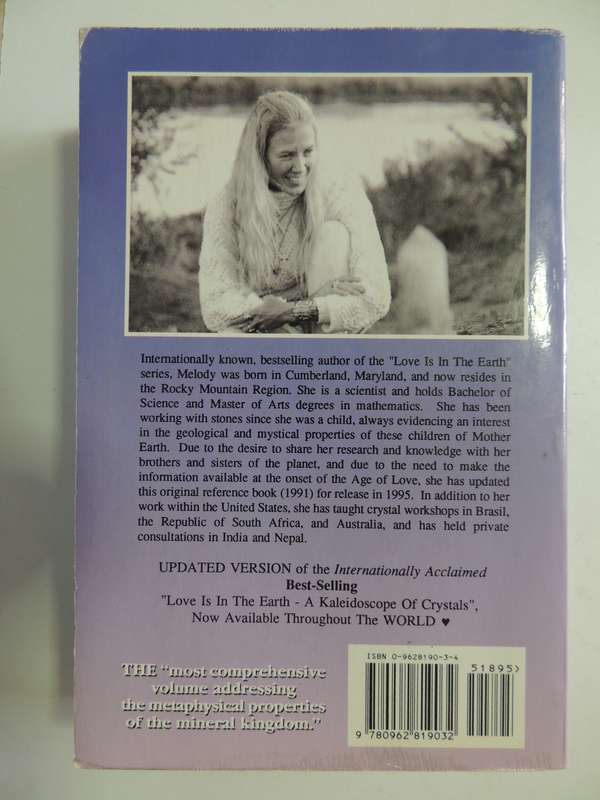 Internationally known, bestselling author of the "Love Is In The Earth"
series, Melody was born in Cumberland, Maryland, and now resides in
the Rocky Mountain Region. She is a scientist and holds Bachelor of
Science and Master of Arts degrees in mathematics. She has been
working with stones since she was a child, always evidencing an interest
in the geological and mystical properties of these children of Mother
Earth. Due to the desire to share her research and knowledge with her
brothers and sisters of the planet, and due to the need to make the
information available at the onset of the Age of Love, she has updated
this original reference book (1991) for release in 1995. In addition to her
work within the United States, she has taught crystal workshops in Brasil,
the Republic of South Africa, and Australia, and has held private
consultations in India and Nepal.
UPDATED VERSION of the Internationally Acclaimed
Best-Selling
"Love Is In The Earth - A Kaleidoscope Of Crystals",
Now Available Throughout The WORLD ♥
THE "most comprehensive
volume addressing
the metaphysical properties
of the mineral kingdom."
ISBN 0-9628190-3-4
51895>
9 780962 819032